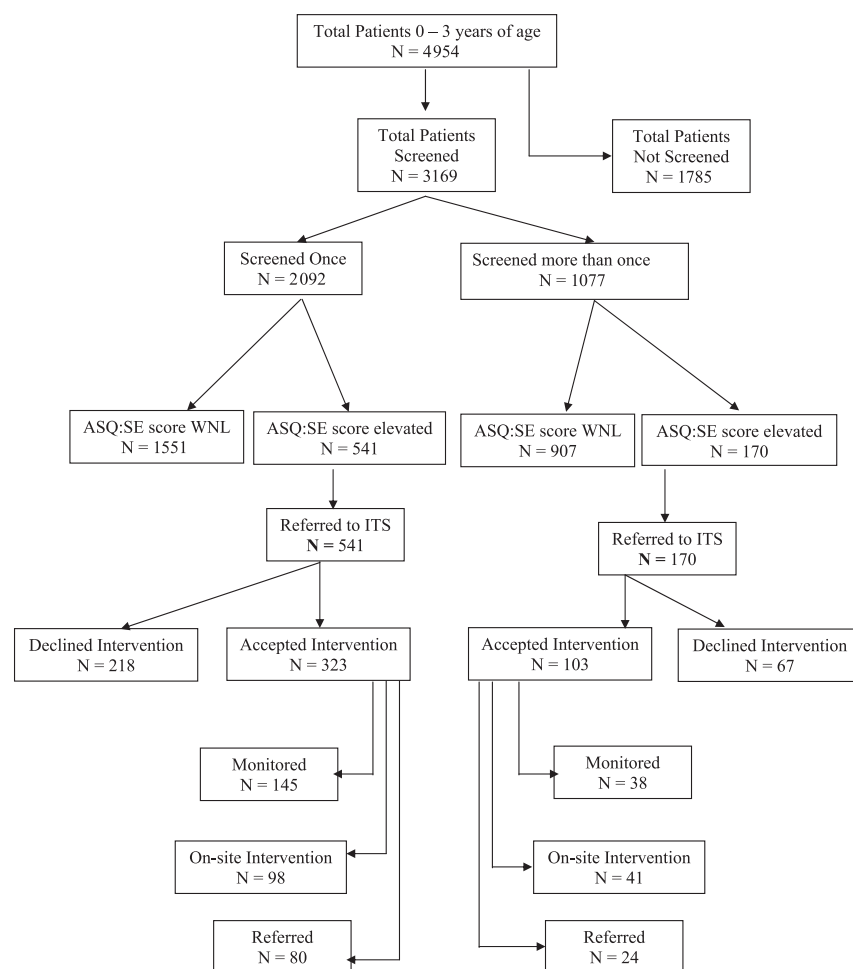 Total Patients 0 – 3 years of age
N = 4954
Total Patients
Screened
N = 3169
Total Patients
Not Screened
N = 1785
Screened Once
N = 2092
Screened more than once
N = 1077
ASQ:SE score WNL
N = 1551
ASQ:SE score elevated
N = 541
ASQ:SE score WNL
N = 907
ASQ:SE score elevated
N = 170
Referred to ITS
N = 541
Referred to ITS
N = 170
Declined Intervention
N = 218
Accepted Intervention
N = 323
Accepted Intervention
N = 103
Declined Intervention
N = 67
Monitored
N = 145
Monitored
N = 38
On-site Intervention
N = 98
On-site Intervention
N = 41
Referred
N = 80
Referred
N = 24